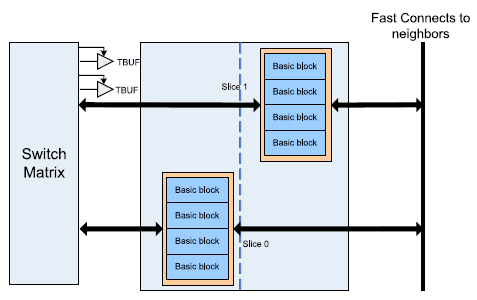 Fast Connects to
neighbors
TBUF
TBUF
Slice 1
Basic block
Basic block
Basic block
Basic block
Switch
Matrix
Basic block
Basic block
Basic block
Basic block
Slice 0